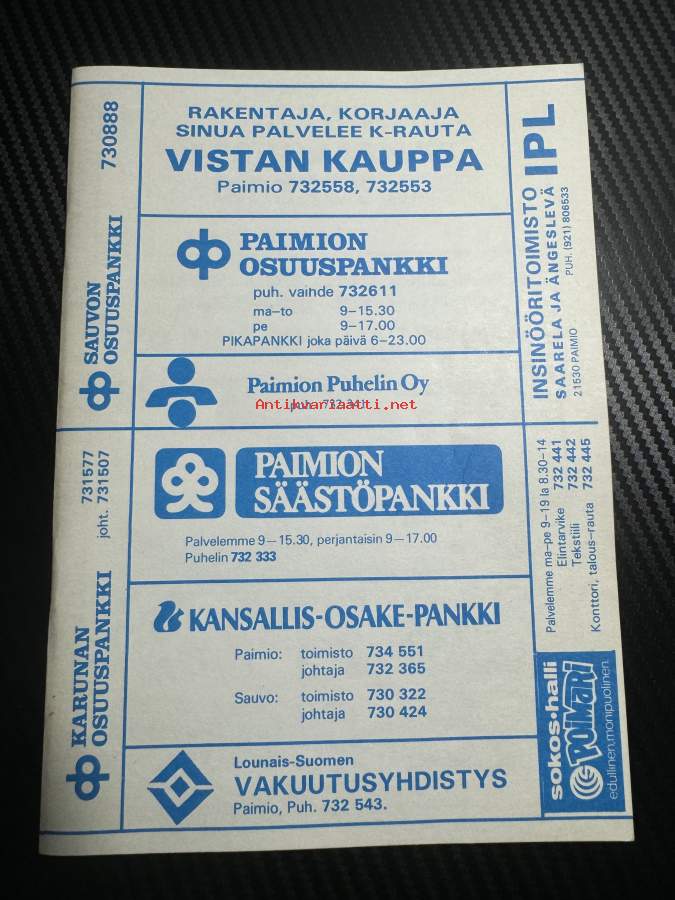 RAKENTAJA, KORJAAJA
SINUA PALVELEE K-RAUTA
VISTAN KAUPPA
Paimio 732558, 732553
PAIMION
OSUUSPANKKI
puh. vaihde 732611
ma-to 9-15.30
pe 9-17.00
PIKAPANKKI joka päivä 6-23.00
Paimion Puhelin Oy
puh.
Antikvariaatti.net
PAIMION
SÄÄSTÖPANKKI
Palvelemme 9-15.30, perjantaisin 9-17.00
Puhelin 732 333
KANSALLIS-OSAKE-PANKKI
Paimio: toimisto 734 551
johtaja 732 365
Sauvo: toimisto 730 322
johtaja 730 424
Lounais-Suomen
VAKUUTUSYHDISTYS
Paimio, Puh. 732 543.
SAUVON
OSUUSPANKKI
730888
KARUNAN
OSUUSPANKKI
731577
joht. 731507
INSINÖÖRITOIMISTO
SAARELA JA ÄNGESLEVÄ
IPL
21530 PAIMIO
PUH. (921) 806533
Palvelemme ma-pe 9-19 la 8.30-14
Elintarvike 732 441
Tekstiili 732 442
Konttori, talous-rauta 732 445
sokos-halli
POIMARI
edullinen, monipuolinen.